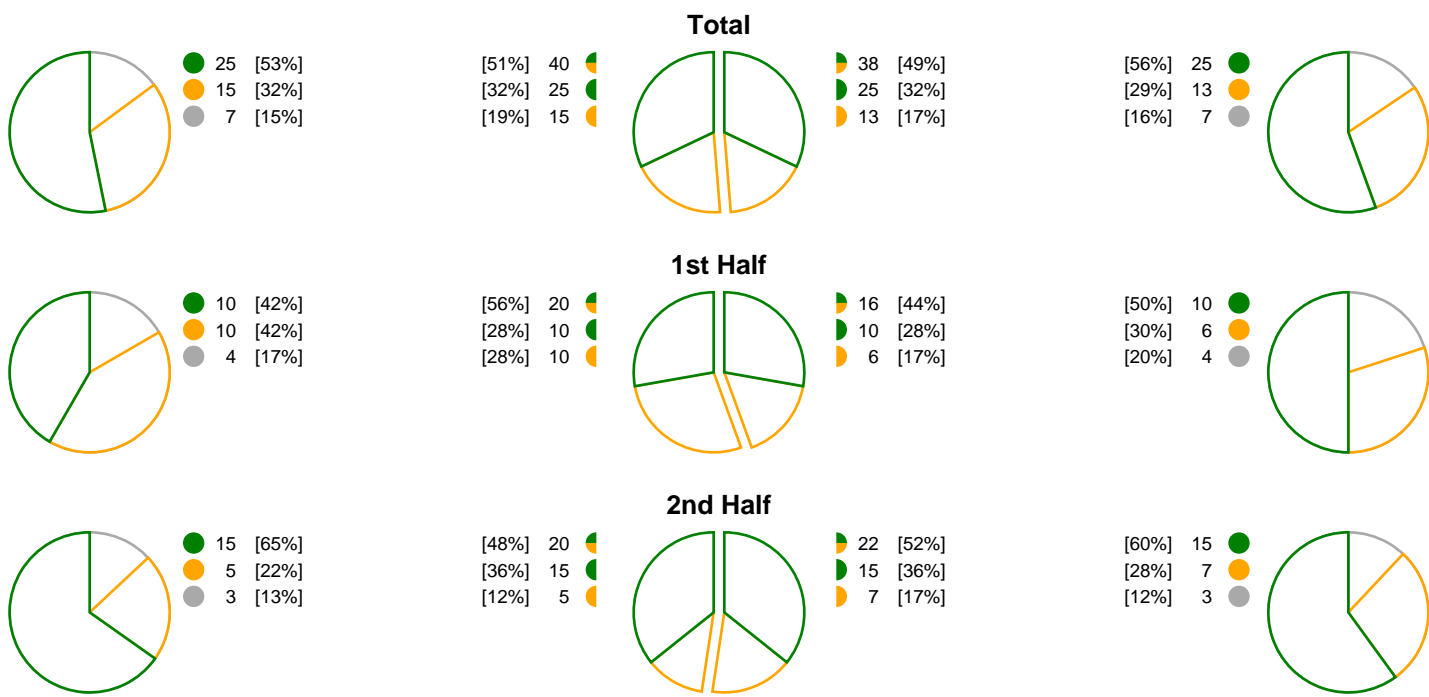 Total
25 [53%] [51%] 40 38 [49%] [56%] 25
15 [32%] [32%] 25 25 [32%] [29%] 13
7 [15%] [19%] 15 13 [17%] [16%] 7
1st Half
10 [42%] [56%] 20 16 [44%] [50%] 10
10 [42%] [28%] 10 10 [28%] [30%] 6
4 [17%] [28%] 10 6 [17%] [20%] 4
2nd Half
15 [65%] [48%] 20 22 [52%] [60%] 15
5 [22%] [36%] 15 15 [36%] [28%] 7
3 [13%] [12%] 5 7 [17%] [12%] 3